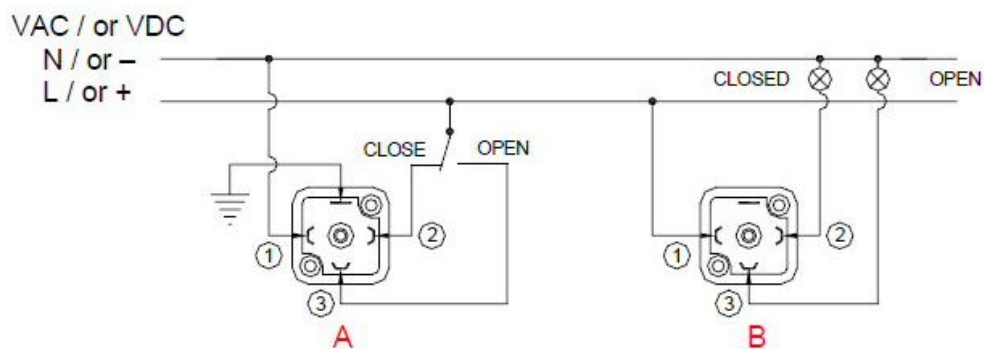 VAC / or VDC
N / or –
L / or +
CLOSED
OPEN
CLOSE
OPEN
1
2
3
A
1
2
3
B